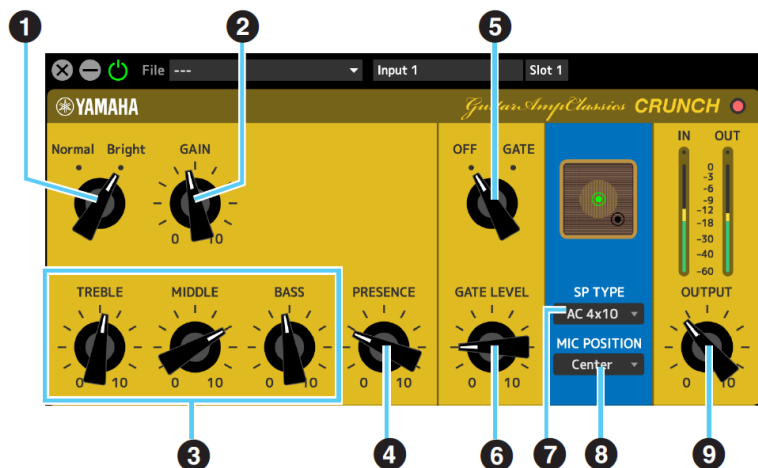 1 2 5
File --- Input 1 Slot 1
YAMAHA GuitarAmpClassics CRUNCH
Normal Bright GAIN OFF GATE IN OUT
0 10
0
-3
-6
-9
-12
-18
-30
-40
-60
TREBLE MIDDLE BASS PRESENCE GATE LEVEL SP TYPE OUTPUT
AC 4x10
MIC POSITION
Center
0 10 0 10 0 10 0 10 0 10 0 10
3 4 6 7 8 9